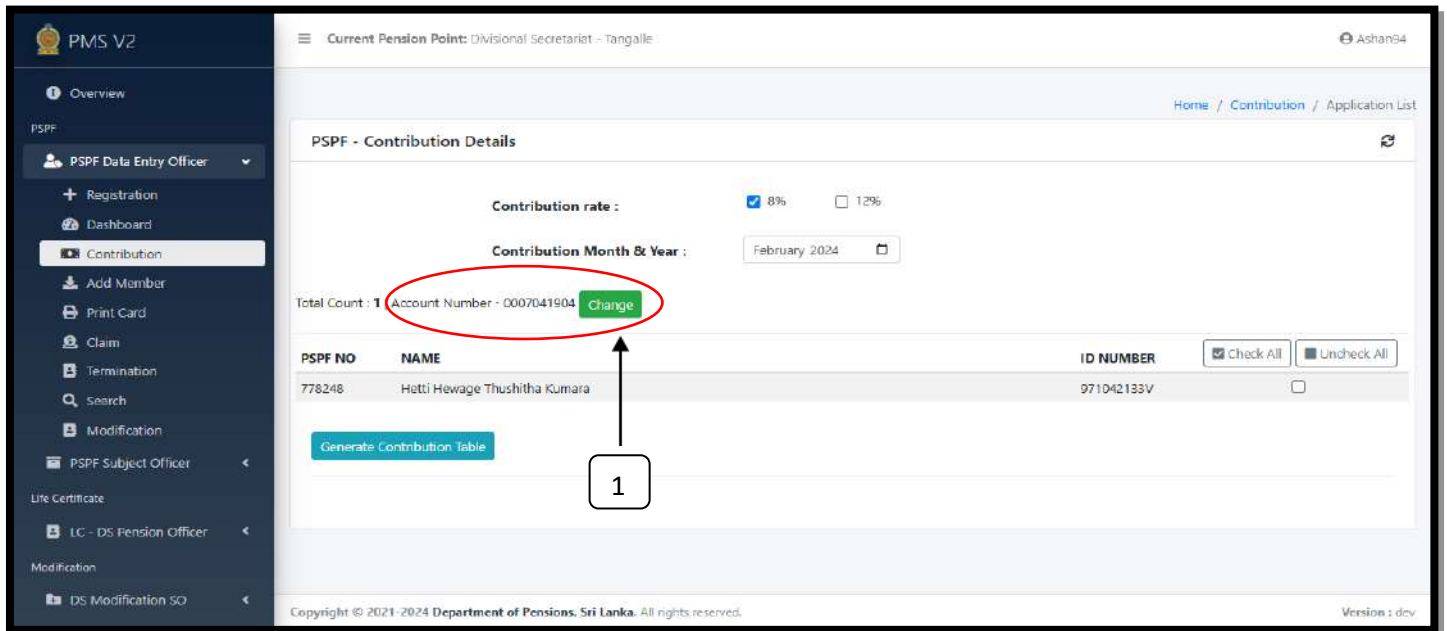 PMS V2
Current Pension Point: Divisional Secretariat - Tangalle
Ashan94
Overview
Home / Contribution / Application List
PSPF
PSPF - Contribution Details
PSPF Data Entry Officer
Registration
Contribution rate :
8%
12%
Dashboard
Contribution
Contribution Month & Year :
February 2024
Add Member
Total Count : 1 Account Number - 0007041904 Change
Print Card
Claim
PSPF NO NAME ID NUMBER Check All Uncheck All
Termination
778248 Hetti Hewage Thushitha Kumara 971042133V
Search
Modification
Generate Contribution Table
PSPF Subject Officer
1
Life Certificate
LC - DS Pension Officer
Modification
DS Modification SO
Copyright © 2021-2024 Department of Pensions, Sri Lanka. All rights reserved.
Version : dev